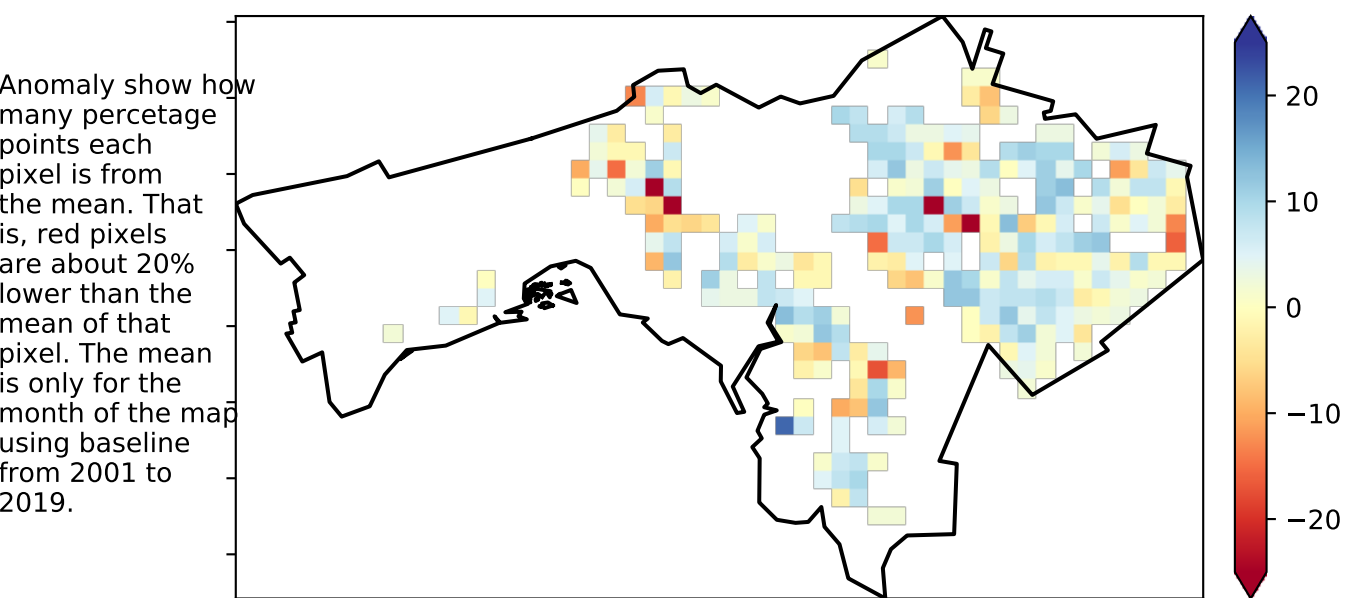 Anomaly show how
many percetage
points each
pixel is from
the mean. That
is, red pixels
are about 20%
lower than the
mean of that
pixel. The mean
is only for the
month of the map
using baseline
from 2001 to
2019.
20
10
0
−10
−20